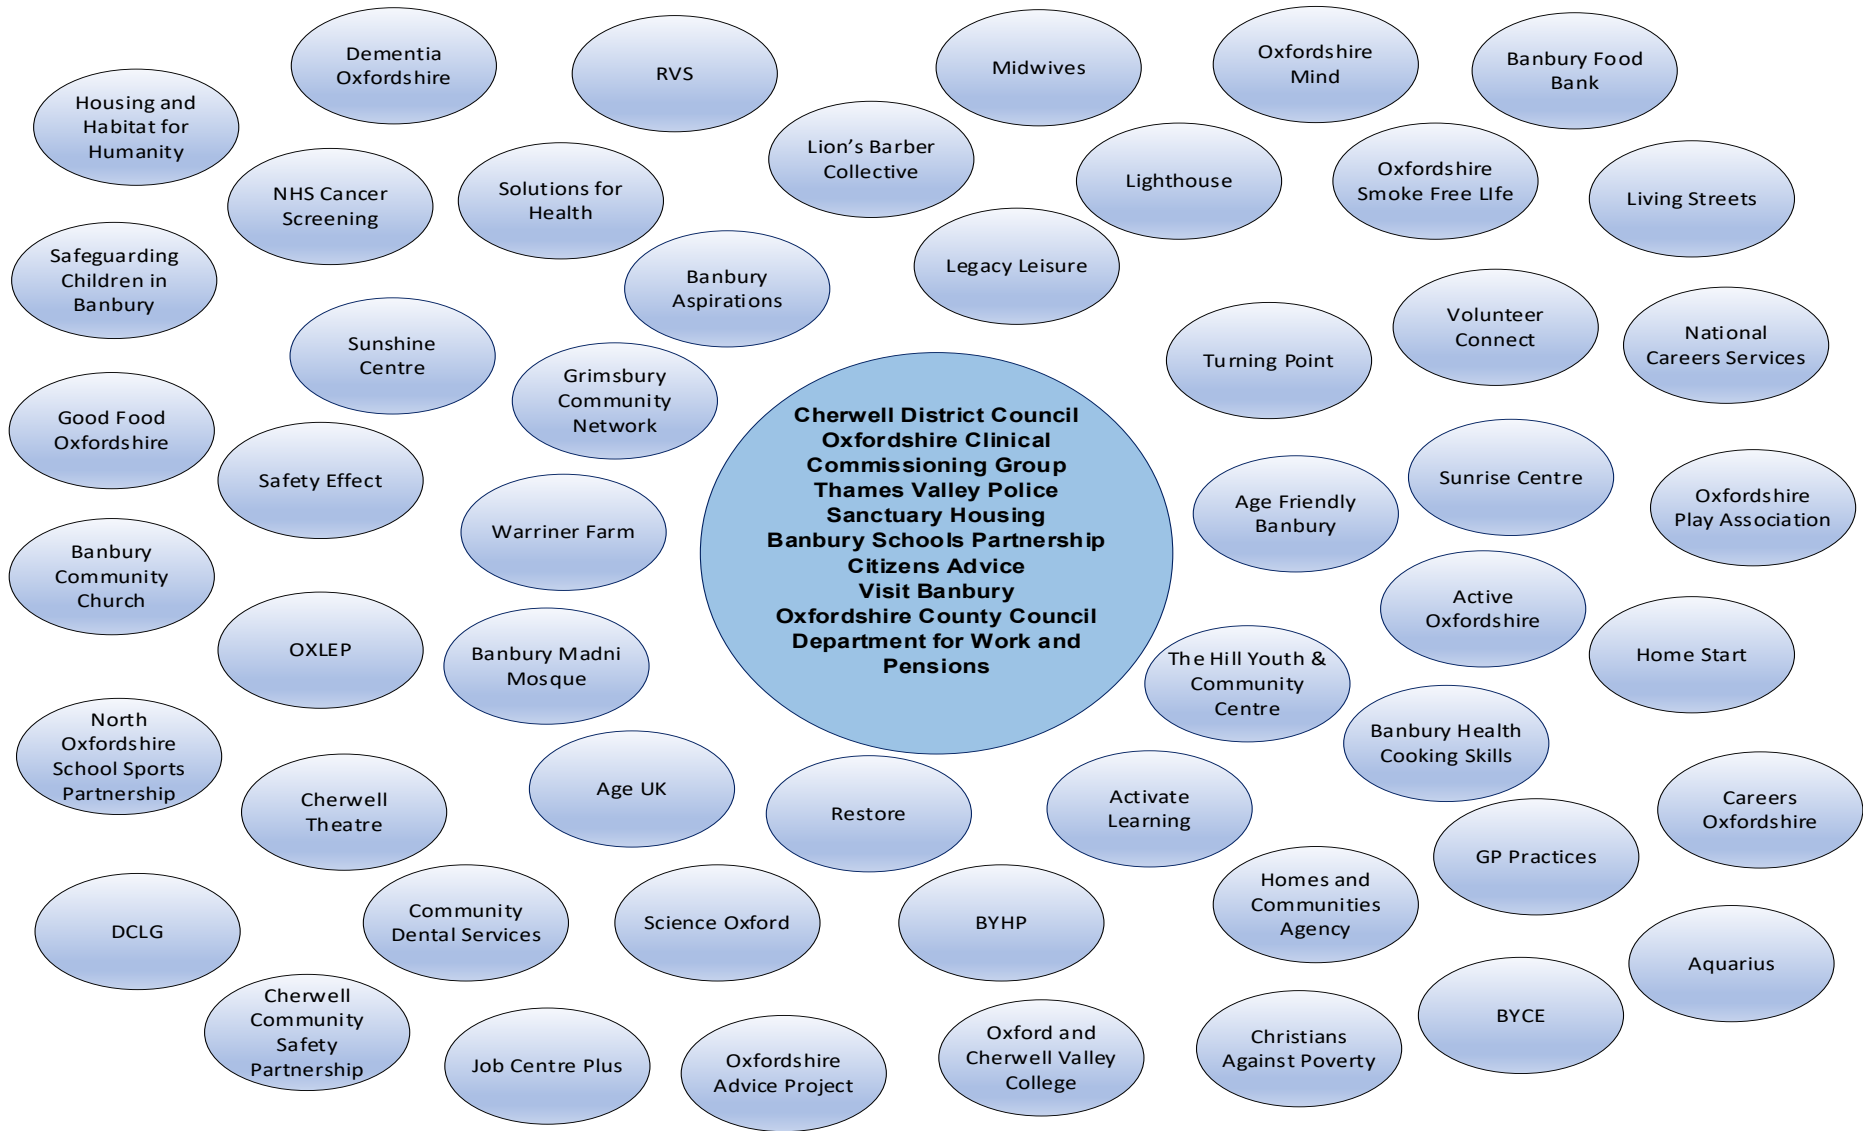 Dementia
Oxfordshire
RVS
Midwives
Oxfordshire
Mind
Banbury Food
Bank
Housing and
Habitat for
Humanity
NHS Cancer
Screening
Solutions for
Health
Lion’s Barber
Collective
Lighthouse
Oxfordshire
Smoke Free LIfe
Living Streets
Safeguarding
Children in
Banbury
Banbury
Aspirations
Legacy Leisure
Sunshine
Centre
Grimsbury
Community
Network
Turning Point
Volunteer
Connect
National
Careers Services
Good Food
Oxfordshire
Safety Effect
Warriner Farm
Cherwell District Council
Oxfordshire Clinical
Commissioning Group
Thames Valley Police
Sanctuary Housing
Banbury Schools Partnership
Citizens Advice
Visit Banbury
Oxfordshire County Council
Department for Work and
Pensions
Age Friendly
Banbury
Sunrise Centre
Oxfordshire
Play Association
Banbury
Community
Church
OXLEP
Banbury Madni
Mosque
The Hill Youth &
Community
Centre
Active
Oxfordshire
Home Start
North
Oxfordshire
School Sports
Partnership
Cherwell
Theatre
Age UK
Restore
Activate
Learning
Banbury Health
Cooking Skills
Careers
Oxfordshire
GP Practices
DCLG
Community
Dental Services
Science Oxford
BYHP
Homes and
Communities
Agency
Aquarius
Cherwell
Community
Safety
Partnership
Job Centre Plus
Oxfordshire
Advice Project
Oxford and
Cherwell Valley
College
Christians
Against Poverty
BYCE